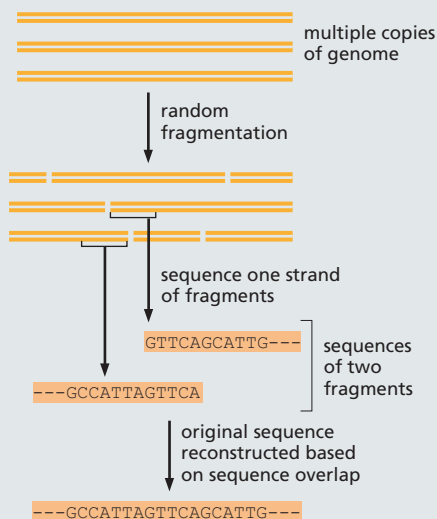 multiple copies
of genome
random
fragmentation
sequence one strand
of fragments
GTTCAGCATTG---
sequences
of two
fragments
---GCCATTAGTTCA
original sequence
reconstructed based
on sequence overlap
---GCCATTAGTTCAGCATTG---